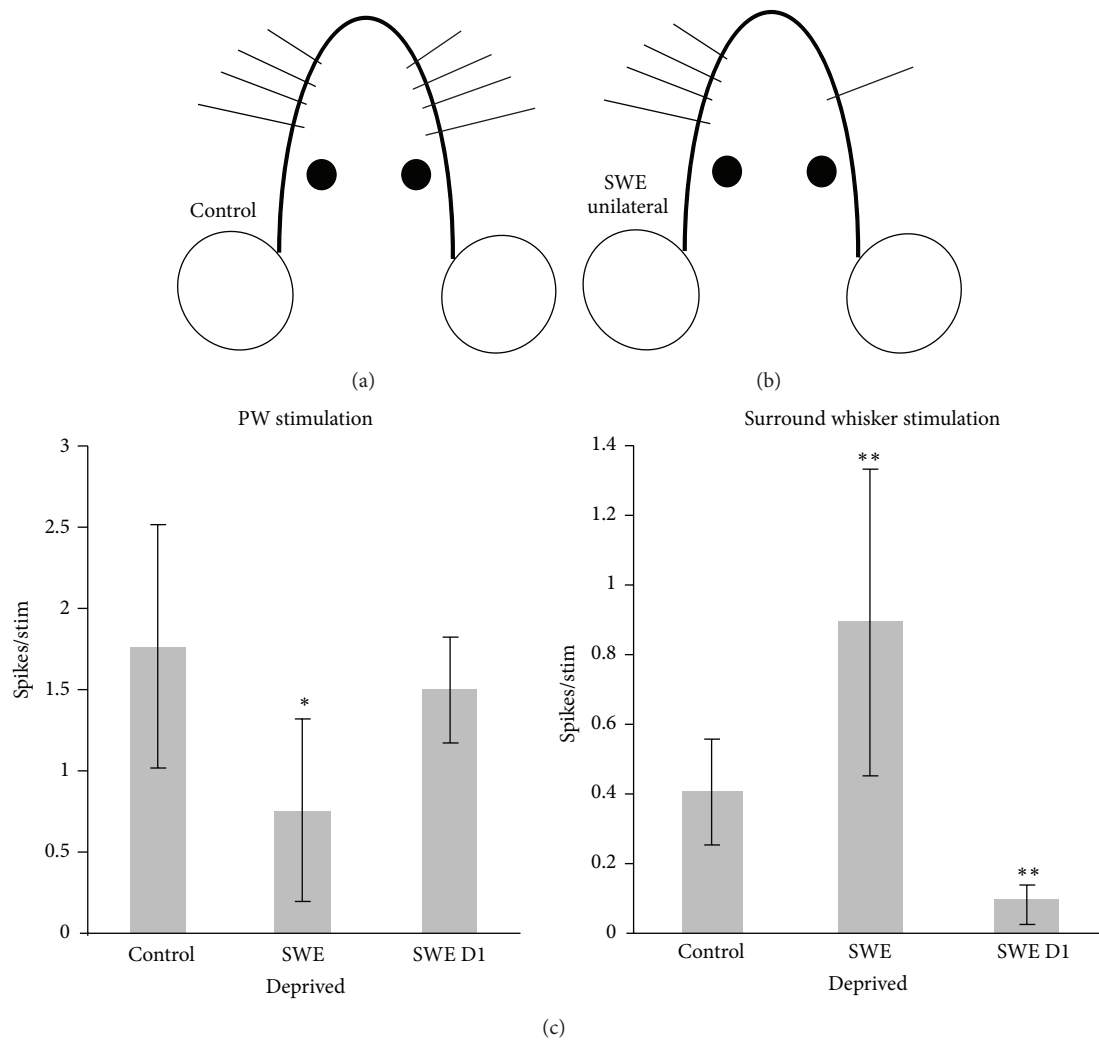 Control
SWE
unilateral
(a)
(b)
PW stimulation
3
2.5
2
1.5
1
0.5
0
Spikes/stim
*
Control
SWE
SWE D1
Deprived
Surround whisker stimulation
1.4
1.2
1
0.8
0.6
0.4
0.2
0
Spikes/stim
**
**
Control
SWE
SWE D1
Deprived
(c)